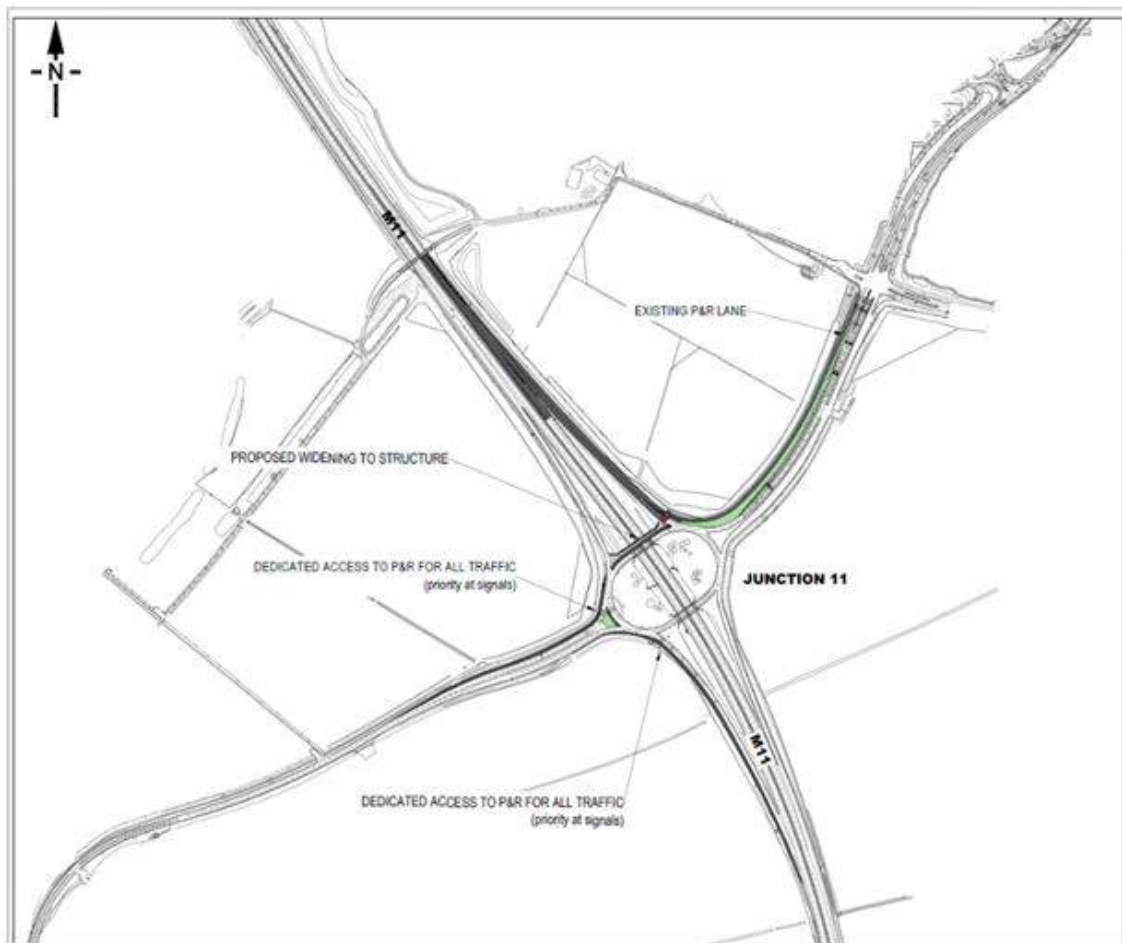 N
M11
EXISTING P&R LANE
PROPOSED WIDENING TO STRUCTURE
DEDICATED ACCESS TO P&R FOR ALL TRAFFIC
(priority at signals)
JUNCTION 11
M11
DEDICATED ACCESS TO P&R FOR ALL TRAFFIC
(priority at signals)